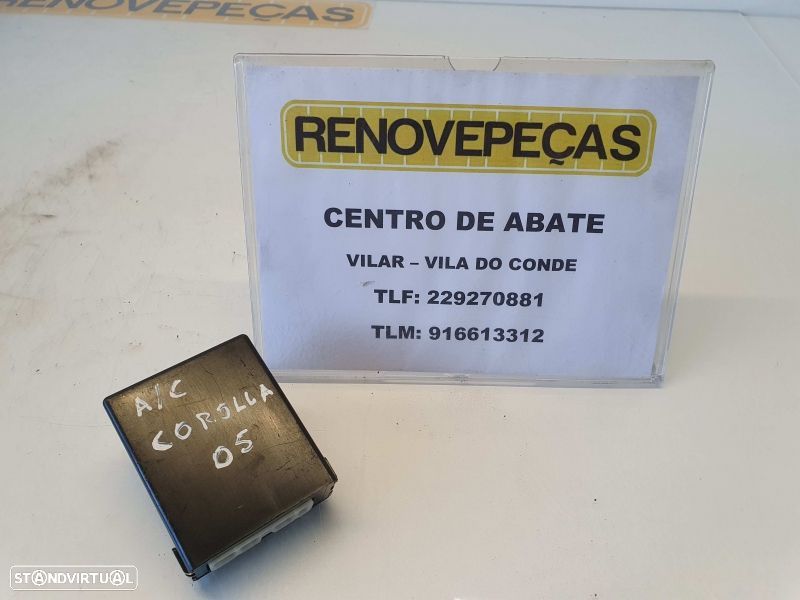 RENOVEPEÇAS
RENOVEPEÇAS
CENTRO DE ABATE
VILAR – VILA DO CONDE
TLF: 229270881
TLM: 916613312
A/C
COROLLA
05
STANDVIRTUAL